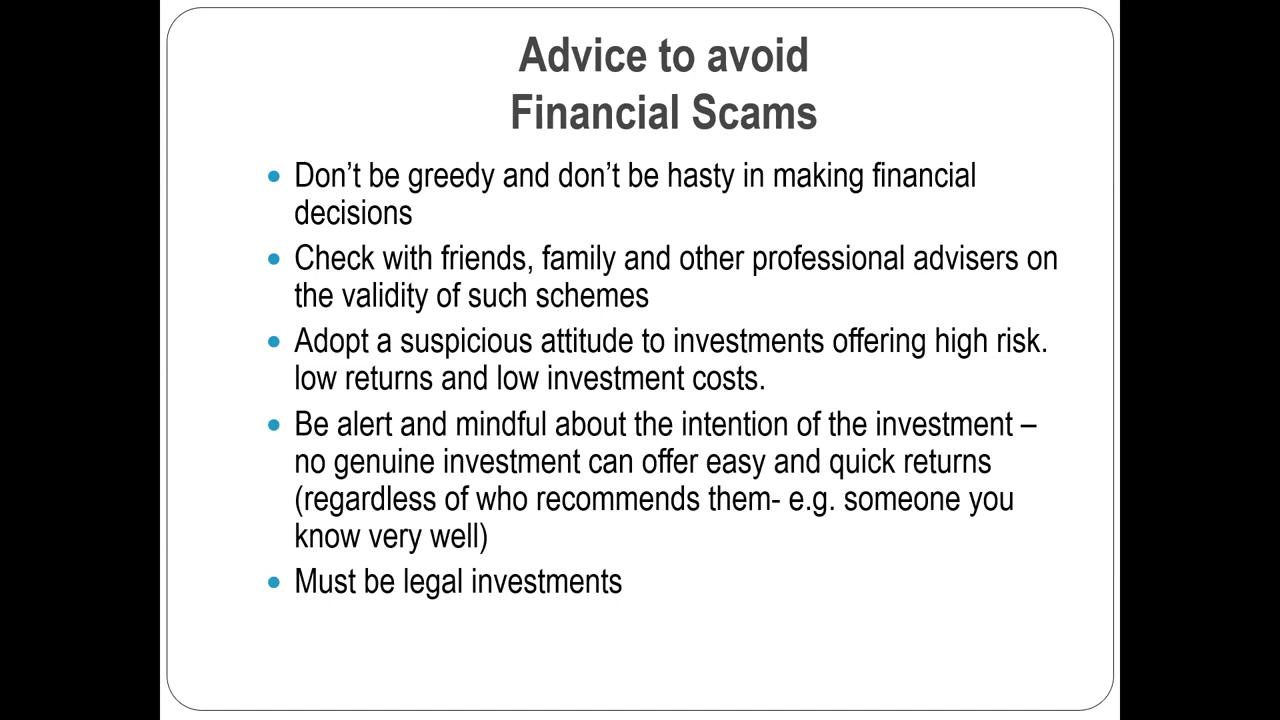 Advice to avoid
Financial Scams
• Don’t be greedy and don’t be hasty in making financial
decisions
• Check with friends, family and other professional advisers on
the validity of such schemes
• Adopt a suspicious attitude to investments offering high risk.
low returns and low investment costs.
• Be alert and mindful about the intention of the investment –
no genuine investment can offer easy and quick returns
(regardless of who recommends them- e.g. someone you
know very well)
• Must be legal investments